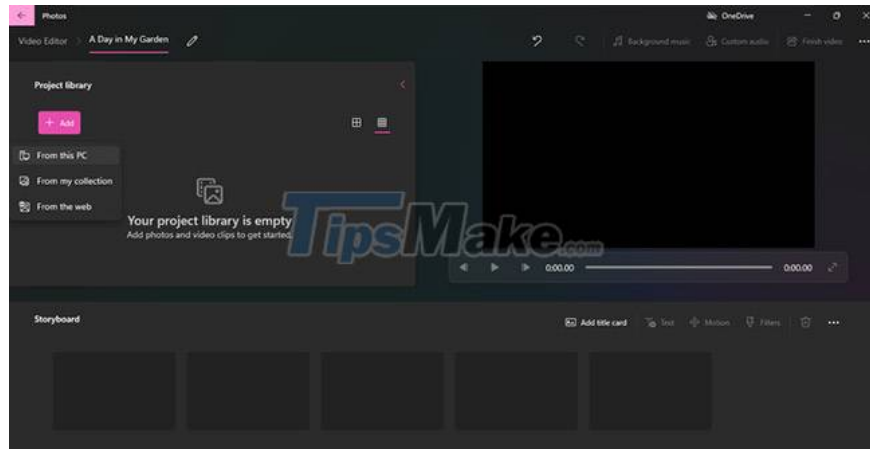 Photos
OneDrive
Video Editor > A Day in My Garden
Background music
Custom audio
Finish video
Project library
+ Add
From this PC
From my collection
From the web
Your project library is empty
Add photos and video clips to get started.
TipsMake.com
0:00.00
0:00.00
Storyboard
Add title card
Text
Motion
Filters